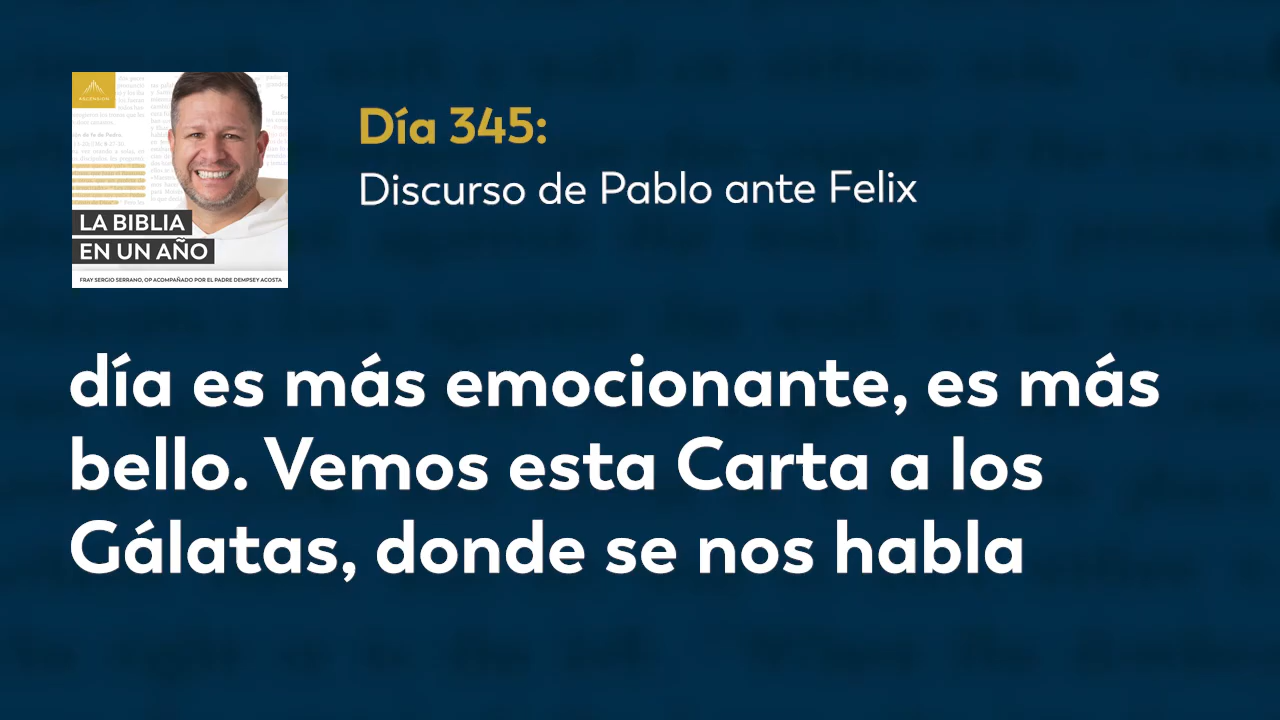 ASCENSION
LA BIBLIA
EN UN AÑO
FRAY SERGIO SERRANO, OP ACOMPAÑADO POR EL PADRE DEMPSEY ACOSTA
Día 345:
Discurso de Pablo ante Felix
día es más emocionante, es más
bello. Vemos esta Carta a los
Gálatas, donde se nos habla